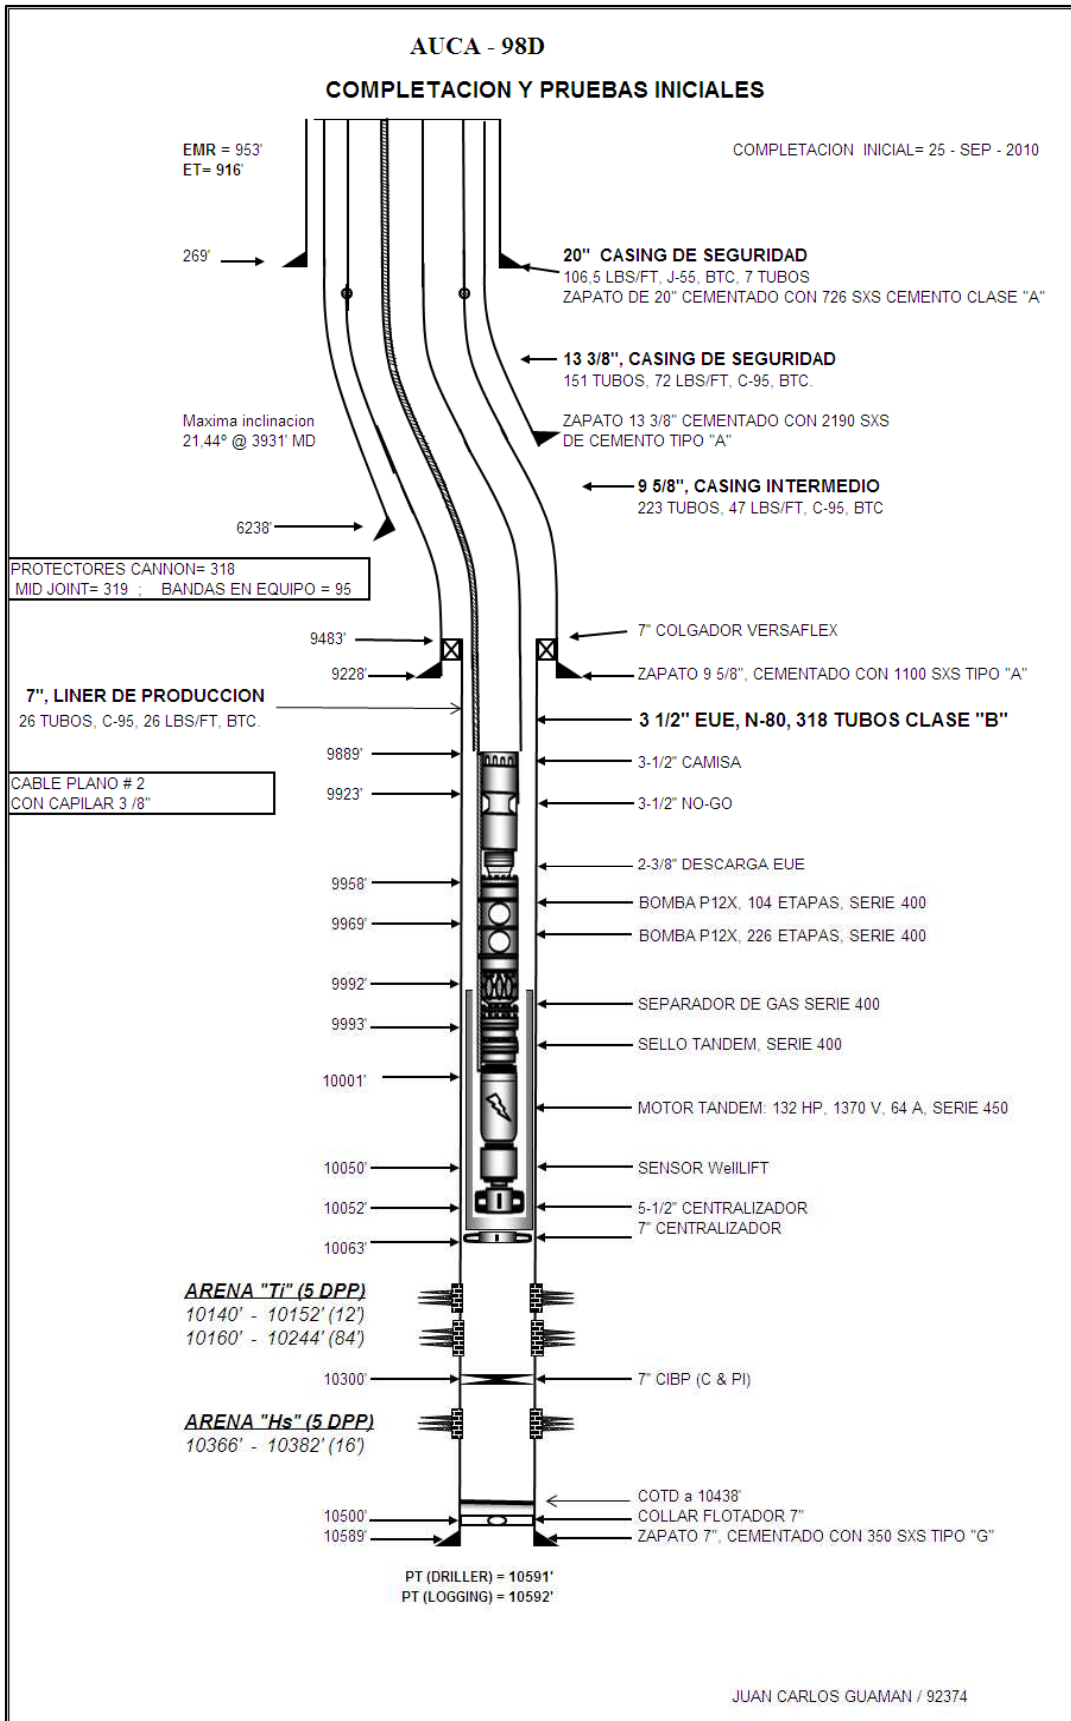 AUCA - 98D
COMPLETACION Y PRUEBAS INICIALES
EMR = 953'
ET= 916'
COMPLETACION INICIAL= 25 - SEP - 2010
269'
20" CASING DE SEGURIDAD
106,5 LBS/FT, J-55, BTC, 7 TUBOS
ZAPATO DE 20" CEMENTADO CON 726 SXS CEMENTO CLASE "A"
13 3/8", CASING DE SEGURIDAD
151 TUBOS, 72 LBS/FT, C-95, BTC.
Maxima inclinacion
21,44º @ 3931' MD
ZAPATO 13 3/8" CEMENTADO CON 2190 SXS
DE CEMENTO TIPO "A"
9 5/8", CASING INTERMEDIO
223 TUBOS, 47 LBS/FT, C-95, BTC
6238'
PROTECTORES CANNON= 318
MID JOINT= 319 ; BANDAS EN EQUIPO = 95
9483'
7" COLGADOR VERSAFLEX
9228'
ZAPATO 9 5/8", CEMENTADO CON 1100 SXS TIPO "A"
7", LINER DE PRODUCCION
26 TUBOS, C-95, 26 LBS/FT, BTC.
3 1/2" EUE, N-80, 318 TUBOS CLASE "B"
9889'
3-1/2" CAMISA
CABLE PLANO # 2
CON CAPILAR 3 /8"
9923'
3-1/2" NO-GO
2-3/8" DESCARGA EUE
9958'
BOMBA P12X, 104 ETAPAS, SERIE 400
9969'
BOMBA P12X, 226 ETAPAS, SERIE 400
9992'
SEPARADOR DE GAS SERIE 400
9993'
SELLO TANDEM, SERIE 400
10001'
MOTOR TANDEM: 132 HP, 1370 V, 64 A, SERIE 450
10050'
SENSOR WellLIFT
10052'
5-1/2" CENTRALIZADOR
7" CENTRALIZADOR
10063'
ARENA "Ti" (5 DPP)
10140' - 10152' (12')
10160' - 10244' (84')
10300'
7" CIBP (C & PI)
ARENA "Hs" (5 DPP)
10366' - 10382' (16')
COTD a 10438'
10500'
COLLAR FLOTADOR 7"
10589'
ZAPATO 7", CEMENTADO CON 350 SXS TIPO "G"
PT (DRILLER) = 10591'
PT (LOGGING) = 10592'
JUAN CARLOS GUAMAN / 92374